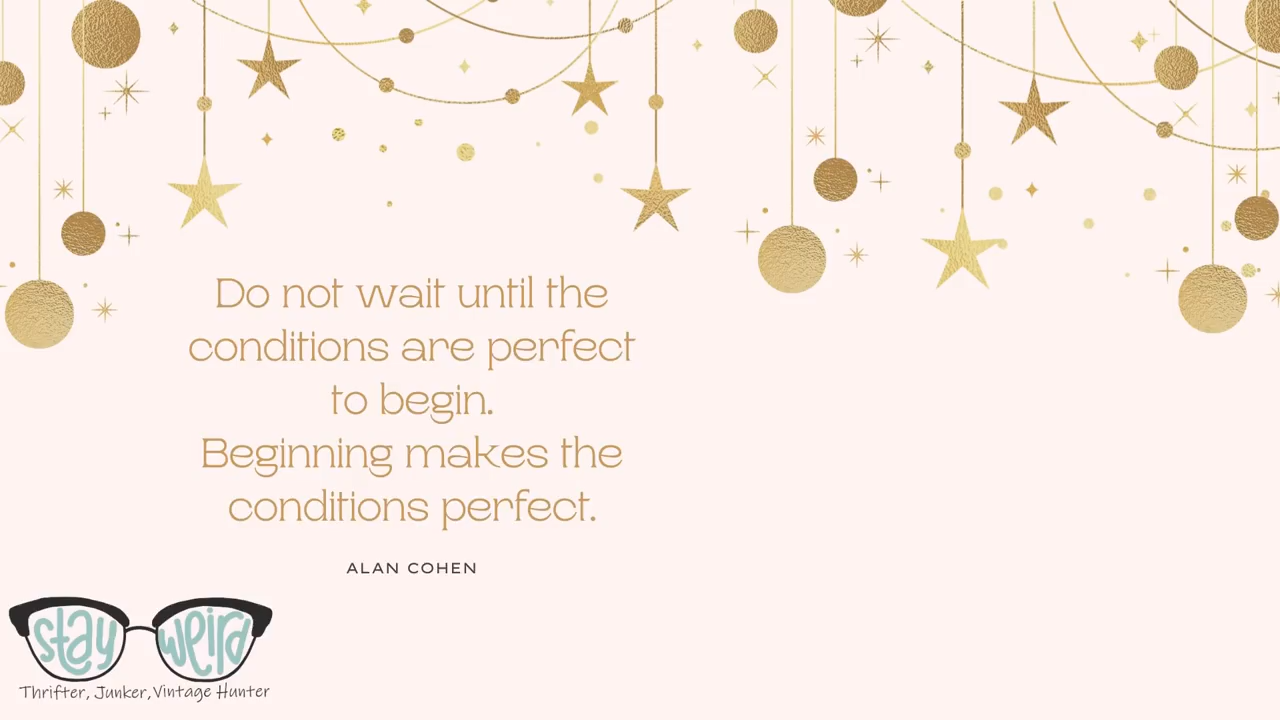 Do not wait until the
conditions are perfect
to begin.
Beginning makes the
conditions perfect.
ALAN COHEN
stay weird
Thrifter, Junker, Vintage Hunter